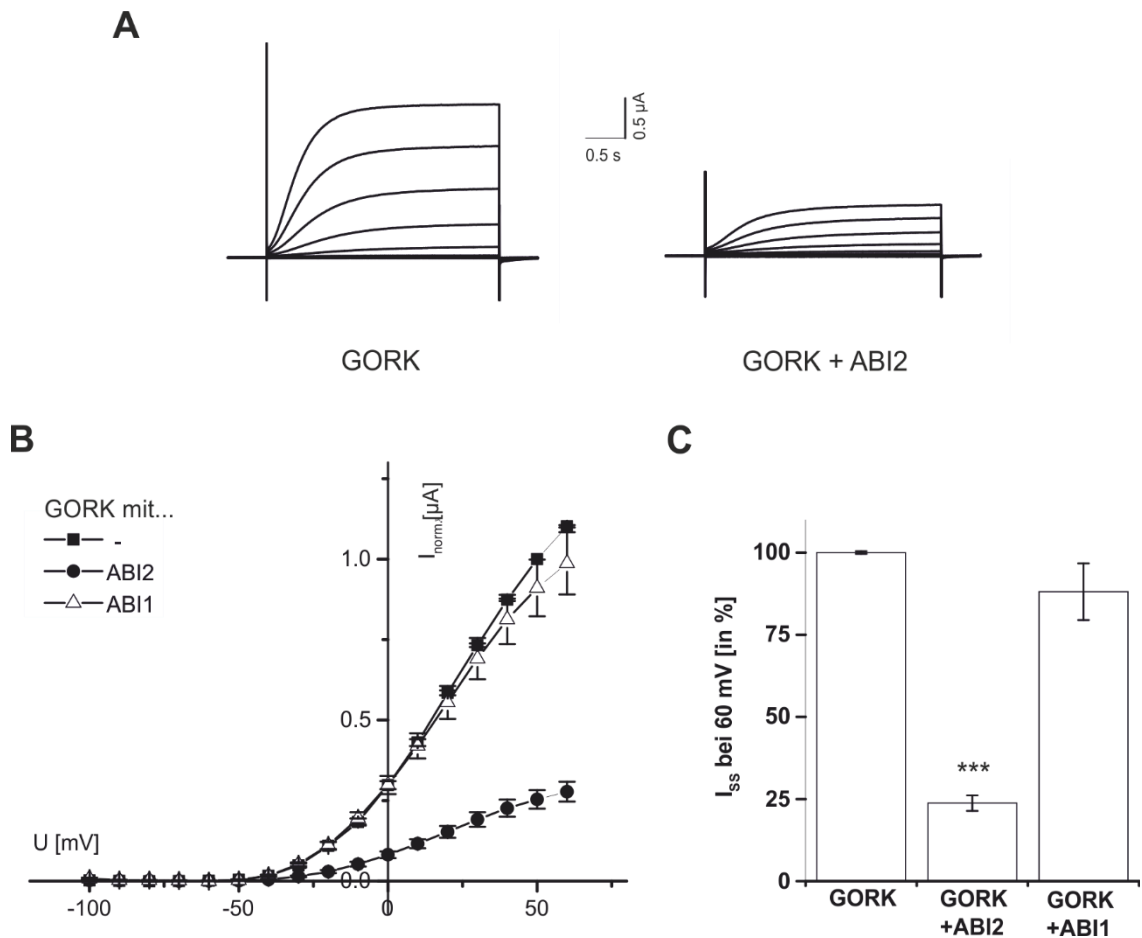 A
0.5 µA
0.5 s
GORK
GORK + ABI2
B
GORK mit...
-
ABI2
ABI1
Inorm.[µA]
1.0
0.5
0.0
U [mV]
-100
-50
0
50
C
ISS bei 60 mV [in %]
100
75
50
25
0
***
GORK
GORK
+ABI2
GORK
+ABI1